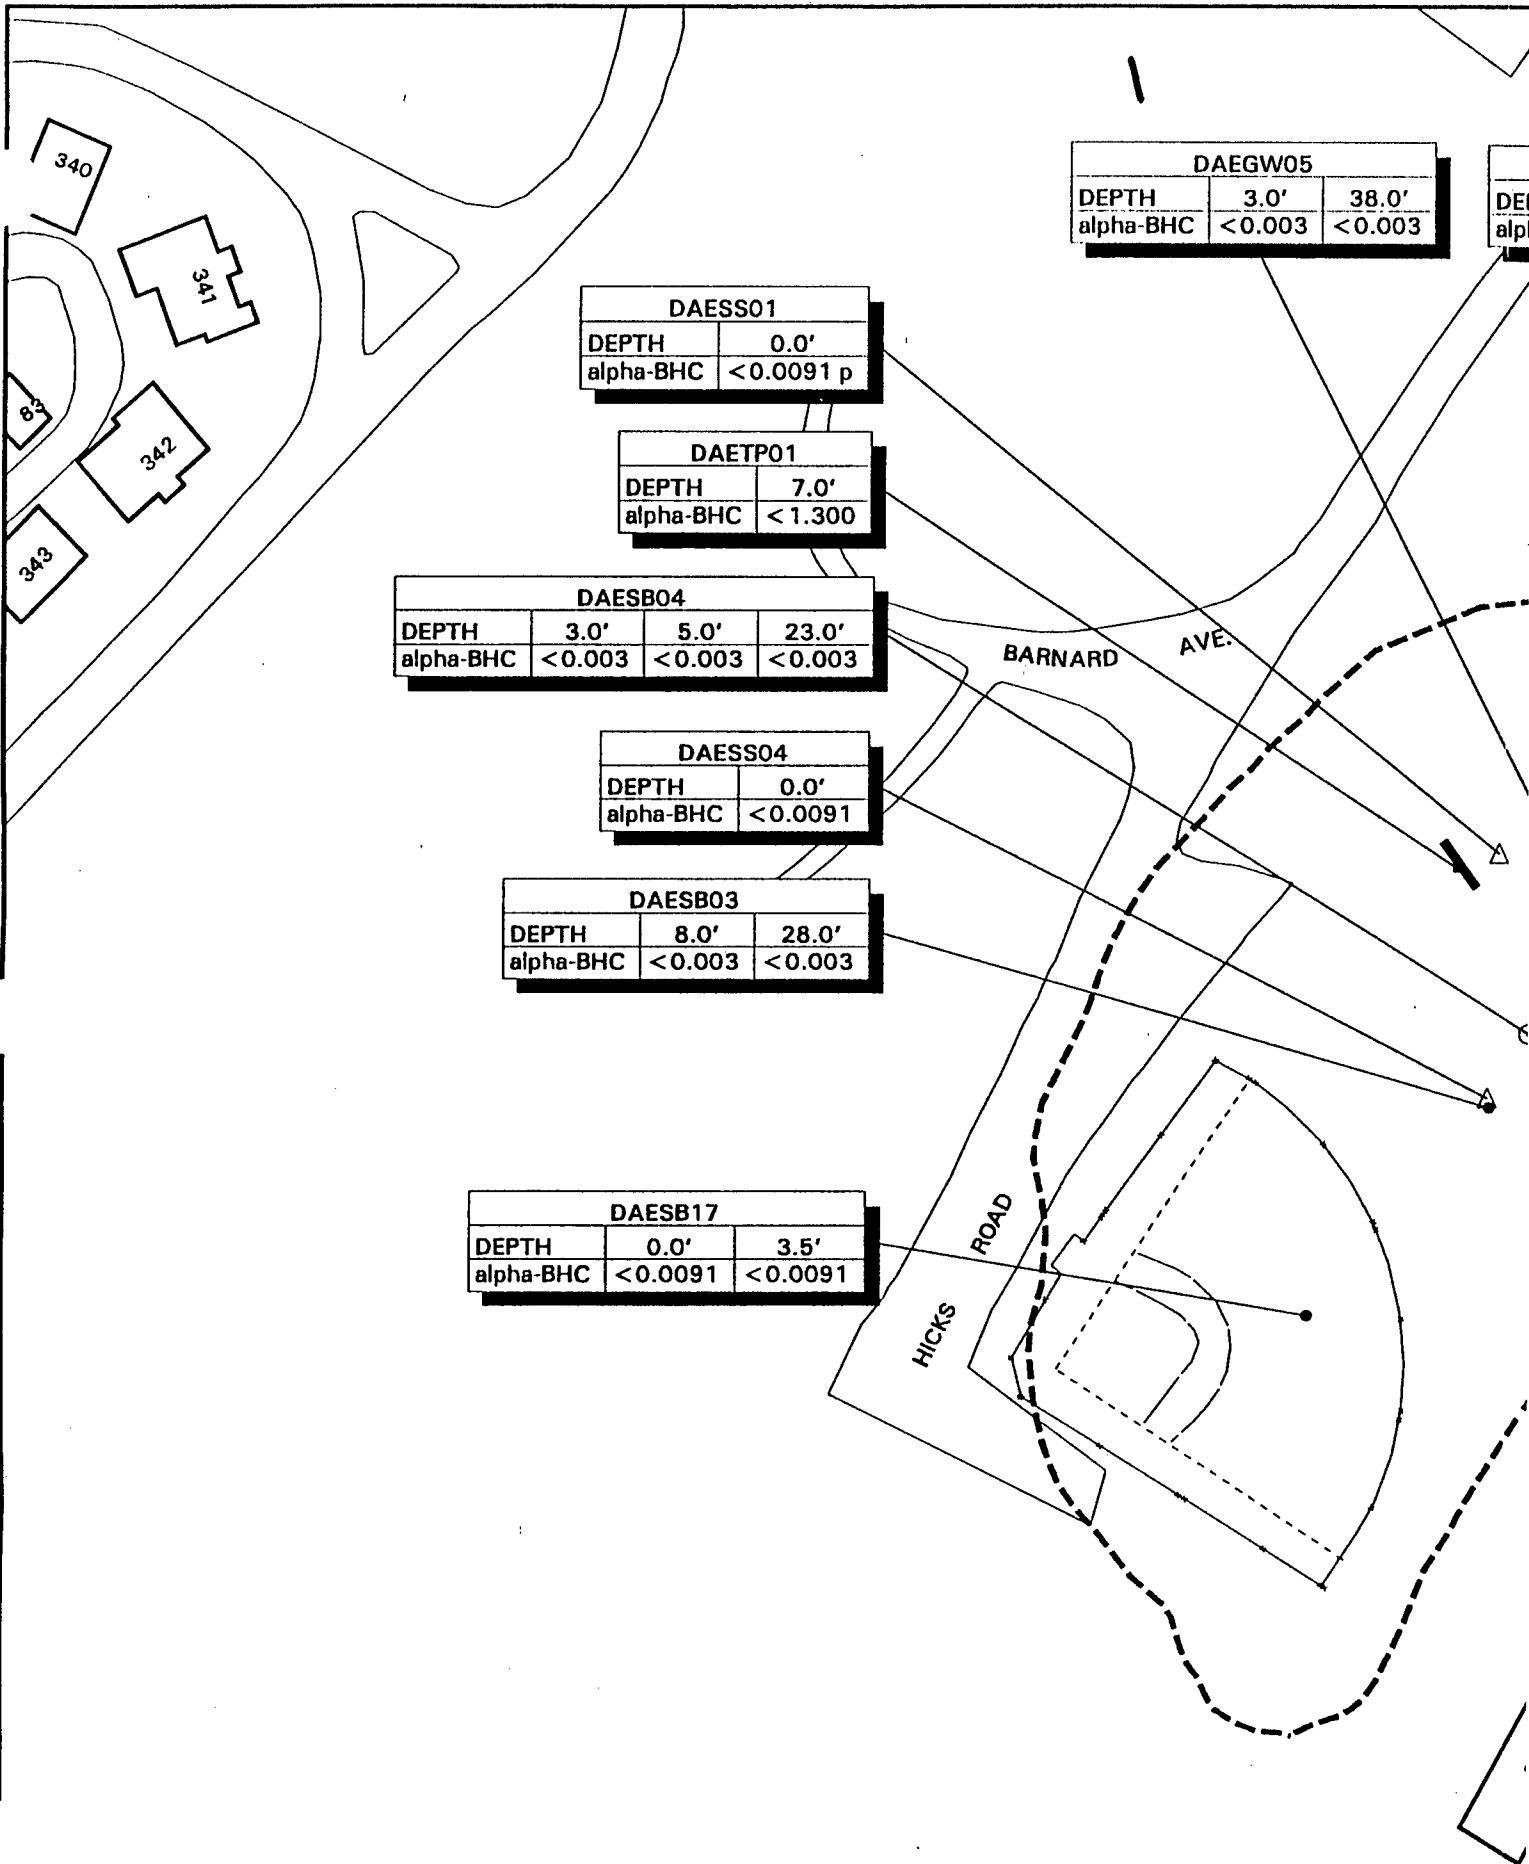 340
341
83
342
343
DAEGW05
DEPTH 3.0' 38.0'
alpha-BHC <0.003 <0.003
DAESS01
DEPTH 0.0'
alpha-BHC <0.0091 p
DAETP01
DEPTH 7.0'
alpha-BHC <1.300
DAESB04
DEPTH 3.0' 5.0' 23.0'
alpha-BHC <0.003 <0.003 <0.003
BARNARD AVE.
DAESS04
DEPTH 0.0'
alpha-BHC <0.0091
DAESB03
DEPTH 8.0' 28.0'
alpha-BHC <0.003 <0.003
DAESB17
DEPTH 0.0' 3.5'
alpha-BHC <0.0091 <0.0091
HICKS ROAD